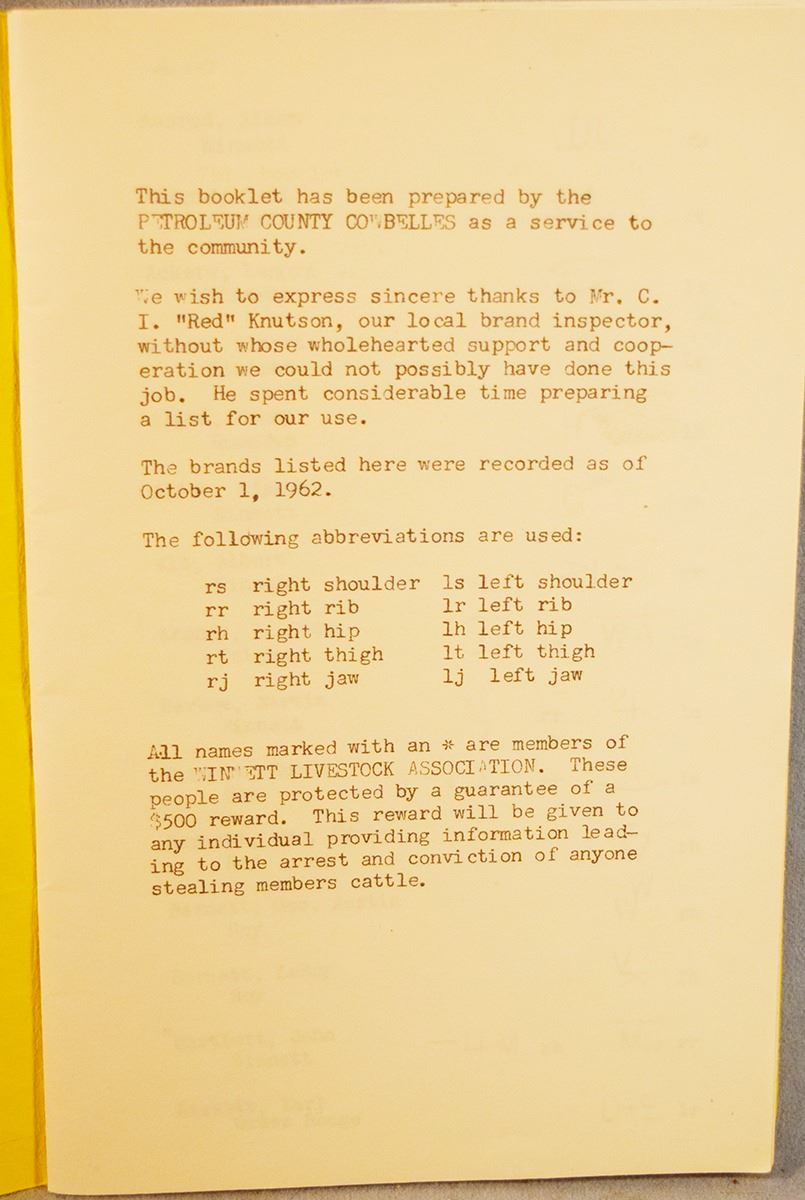 This booklet has been prepared by the
PETROLEUM COUNTY COWBELLES as a service to
the community.
We wish to express sincere thanks to Mr. C.
I. "Red" Knutson, our local brand inspector,
without whose wholehearted support and coop-
eration we could not possibly have done this
job. He spent considerable time preparing
a list for our use.
The brands listed here were recorded as of
October 1, 1962.
The following abbreviations are used:
rs right shoulder ls left shoulder
rr right rib lr left rib
rh right hip lh left hip
rt right thigh lt left thigh
rj right jaw lj left jaw
All names marked with an * are members of
the WINNETT LIVESTOCK ASSOCIATION. These
people are protected by a guarantee of a
$500 reward. This reward will be given to
any individual providing information lead-
ing to the arrest and conviction of anyone
stealing members cattle.